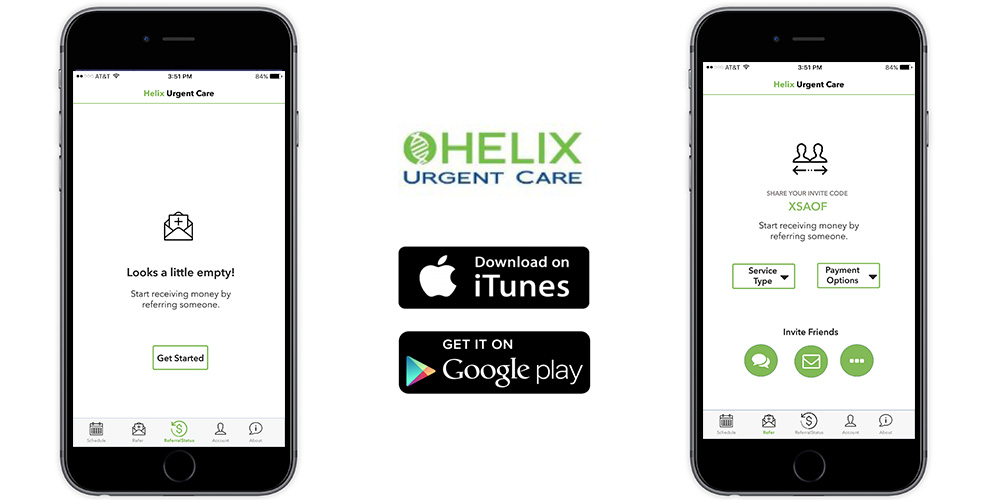 AT&T
3:51 PM
84%
Helix Urgent Care
Looks a little empty!
Start receiving money by
referring someone.
Get Started
Schedule
Refer
ReferralStatus
Account
About
HELIX
URGENT CARE
Download on
iTunes
GET IT ON
Google play
AT&T
3:51 PM
84%
Helix Urgent Care
SHARE YOUR INVITE CODE
XSAOF
Start receiving money by
referring someone.
Service
Type
Payment
Options
Invite Friends
Schedule
Refer
ReferralStatus
Account
About